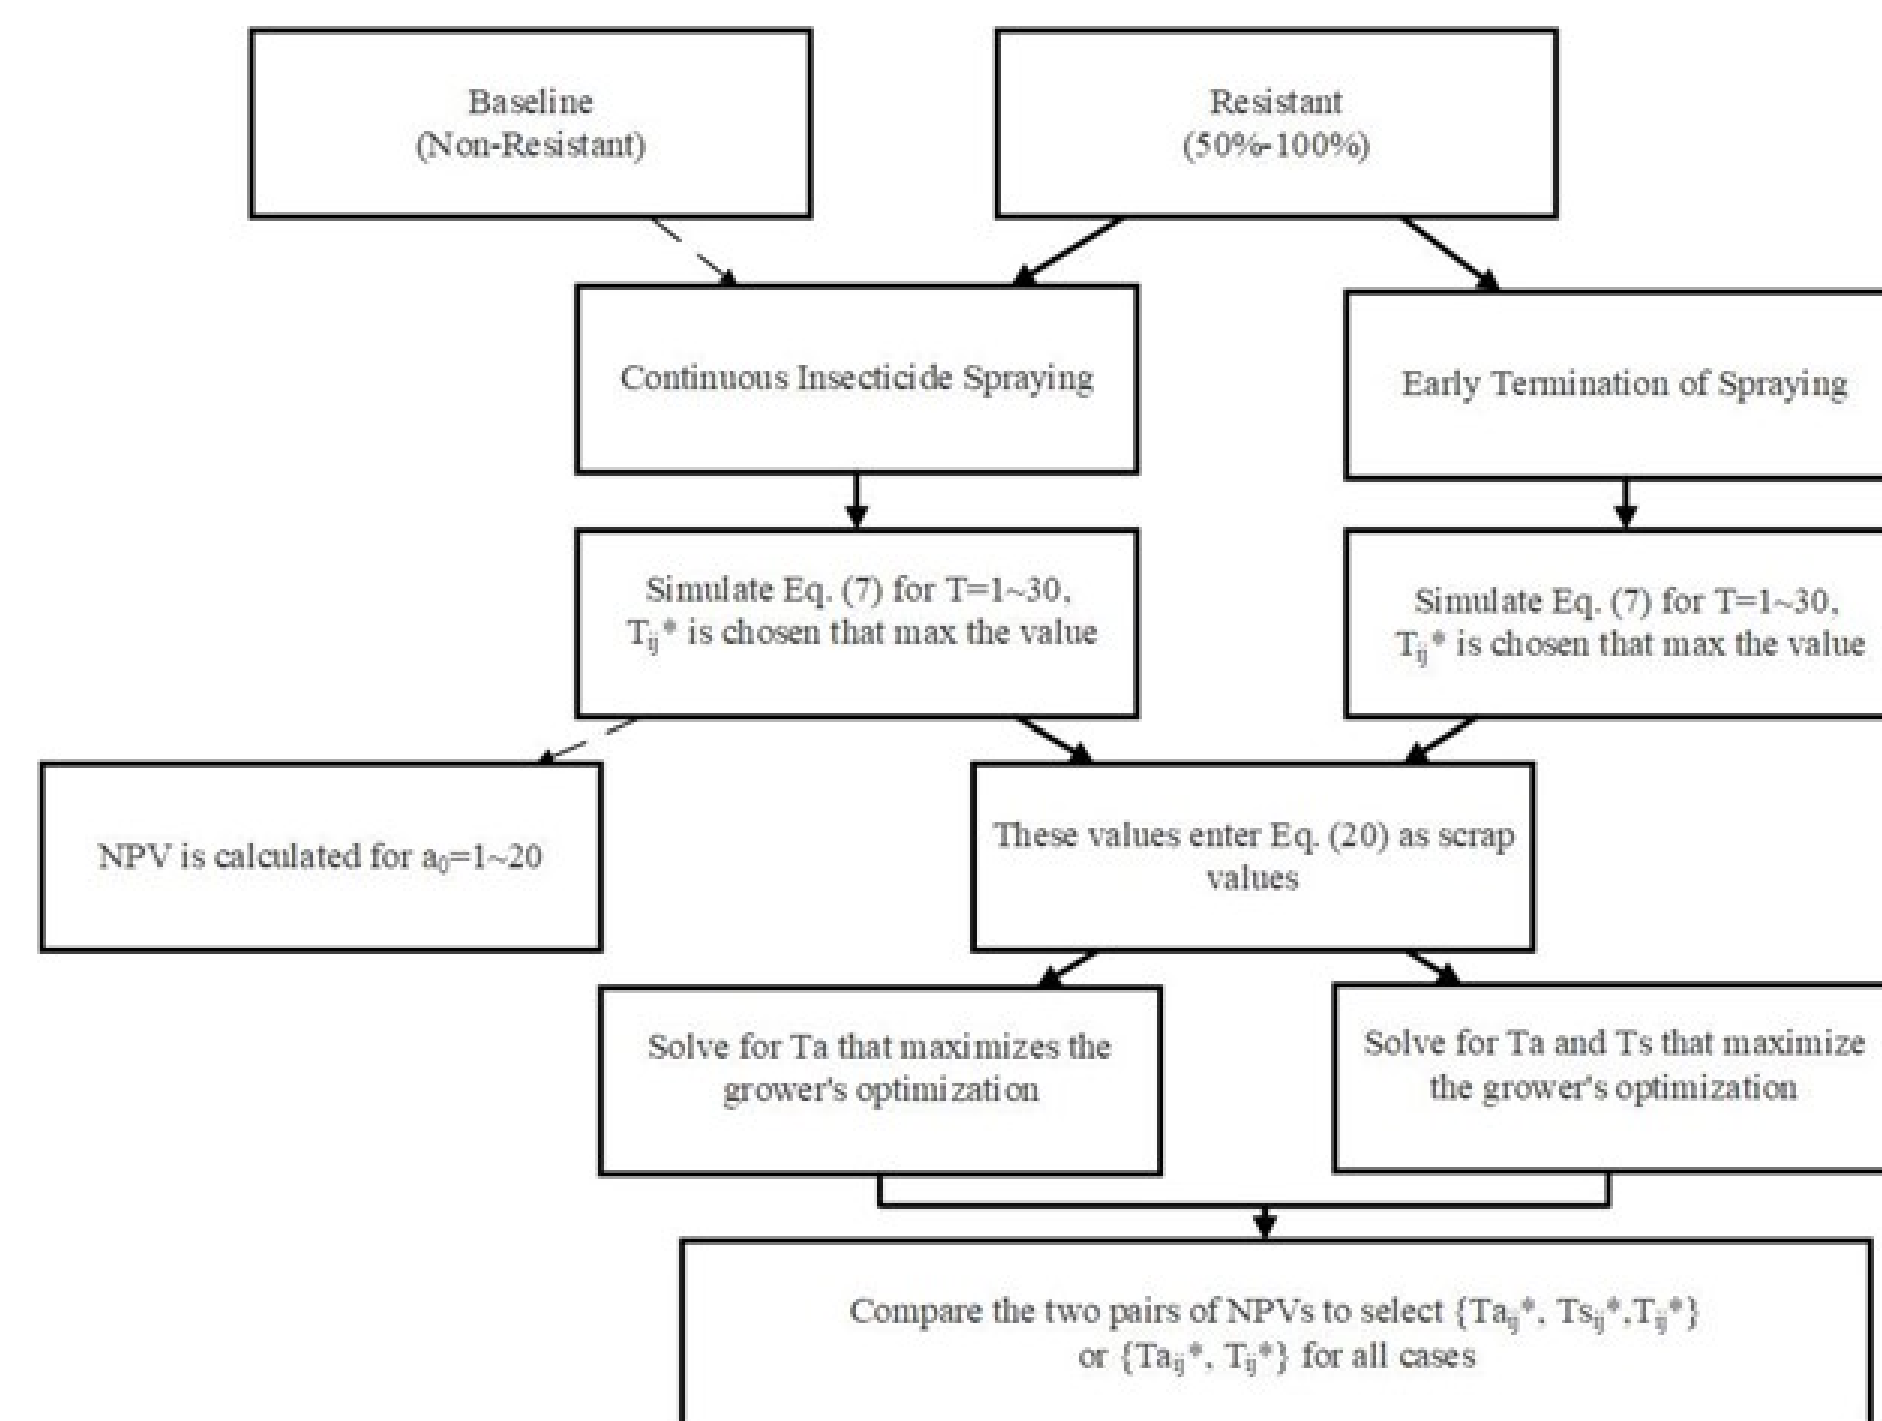 Baseline
(Non-Resistant)
Resistant
(50%-100%)
Continuous Insecticide Spraying
Early Termination of Spraying
Simulate Eq. (7) for T=1~30,
Tij* is chosen that max the value
Simulate Eq. (7) for T=1~30,
Tij* is chosen that max the value
NPV is calculated for a0=1~20
These values enter Eq. (20) as scrap
values
Solve for Ta that maximizes the
grower's optimization
Solve for Ta and Ts that maximize
the grower's optimization
Compare the two pairs of NPVs to select {Taij*, Tsij*,Tij*}
or {Taij*, Tij*} for all cases